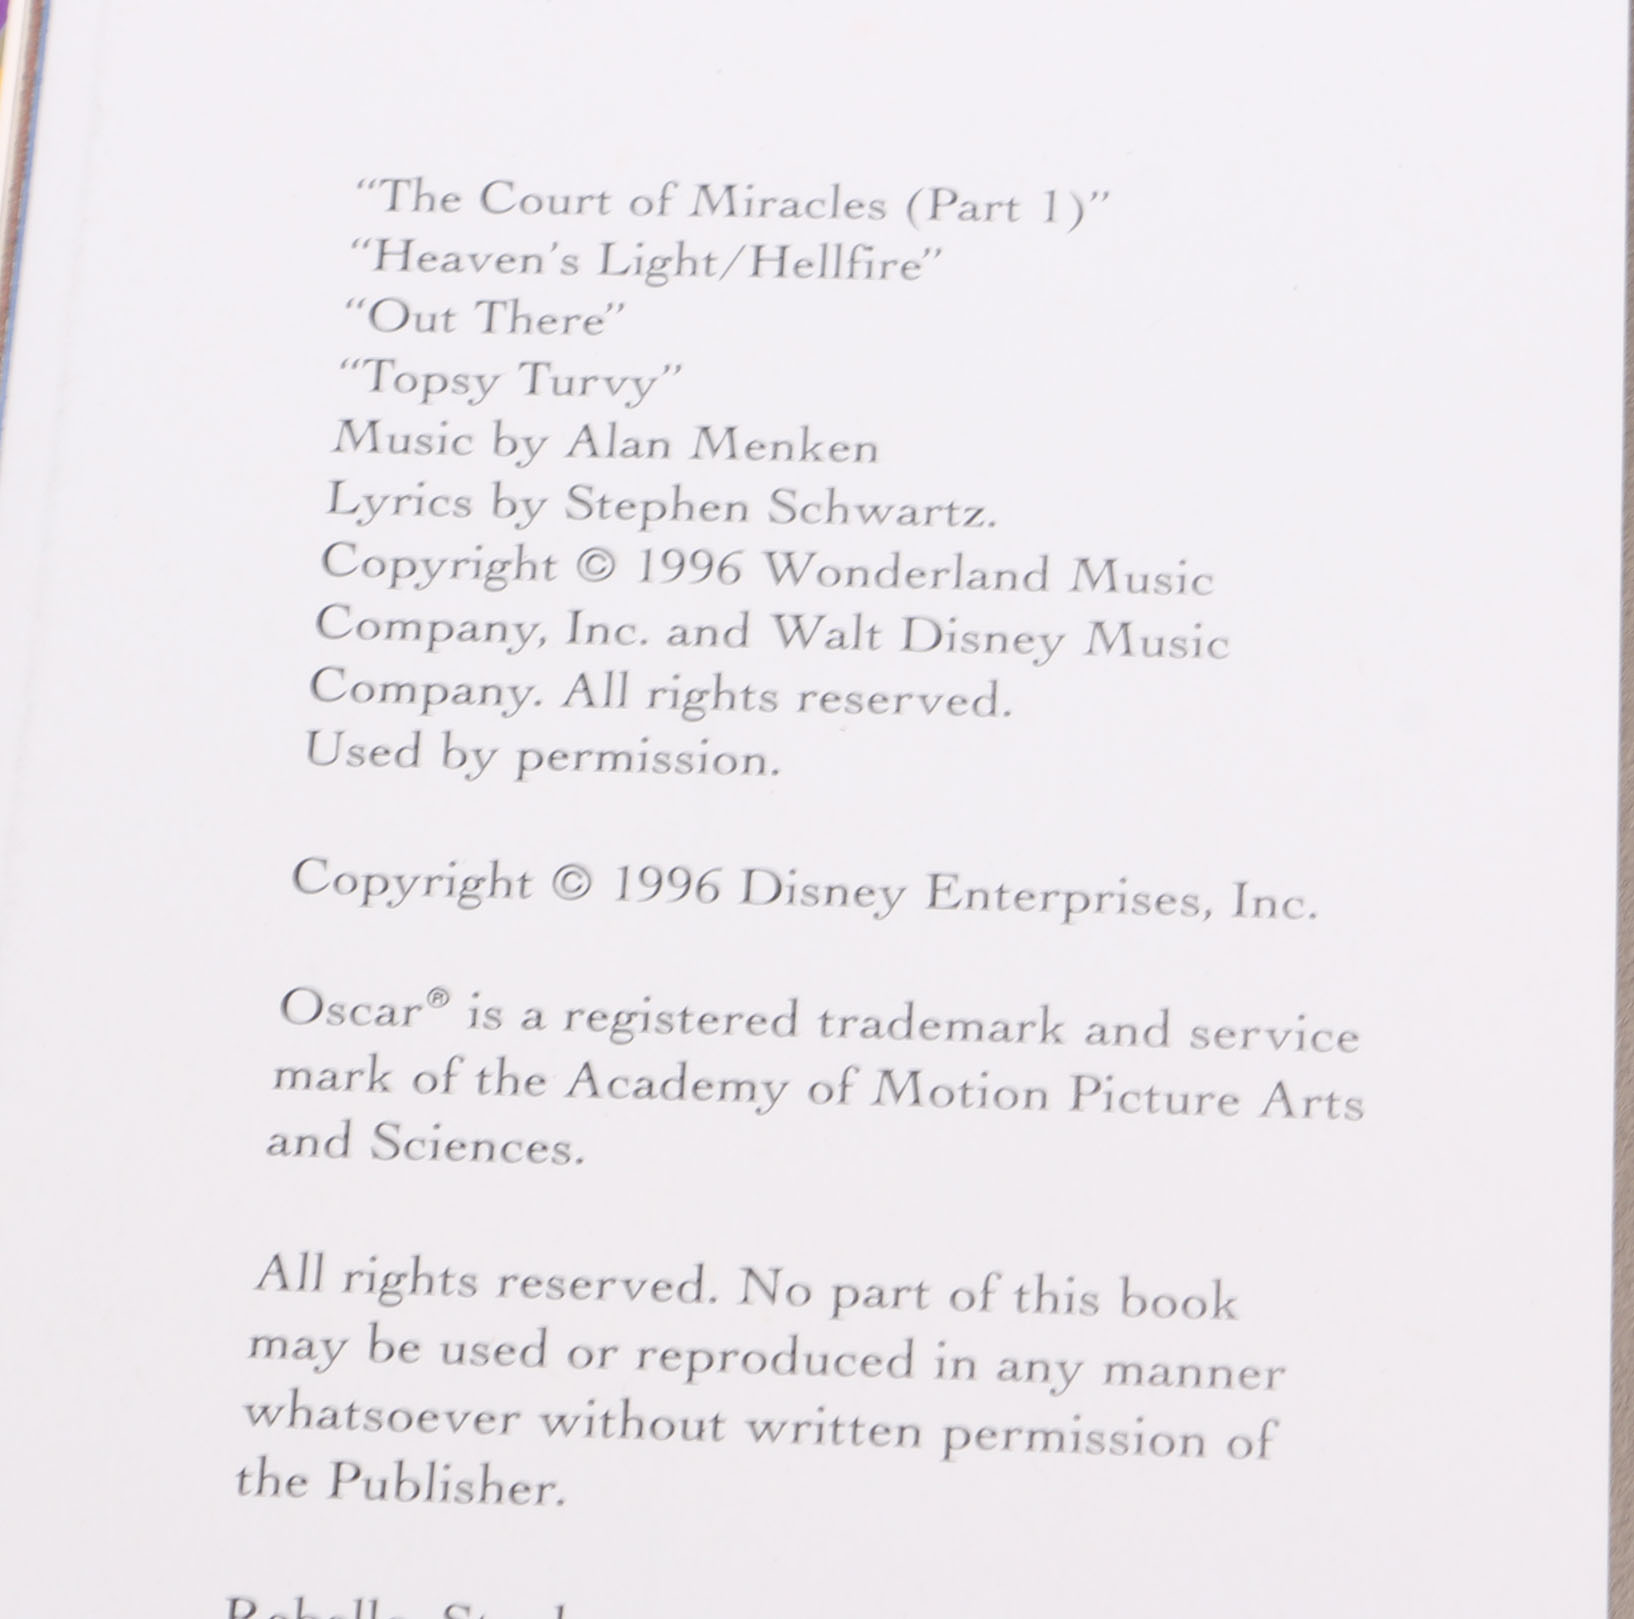 “The Court of Miracles (Part 1)”
“Heaven’s Light/Hellfire”
“Out There”
“Topsy Turvy”
Music by Alan Menken
Lyrics by Stephen Schwartz.
Copyright © 1996 Wonderland Music
Company, Inc. and Walt Disney Music
Company. All rights reserved.
Used by permission.
Copyright © 1996 Disney Enterprises, Inc.
Oscar® is a registered trademark and service
mark of the Academy of Motion Picture Arts
and Sciences.
All rights reserved. No part of this book
may be used or reproduced in any manner
whatsoever without written permission of
the Publisher.